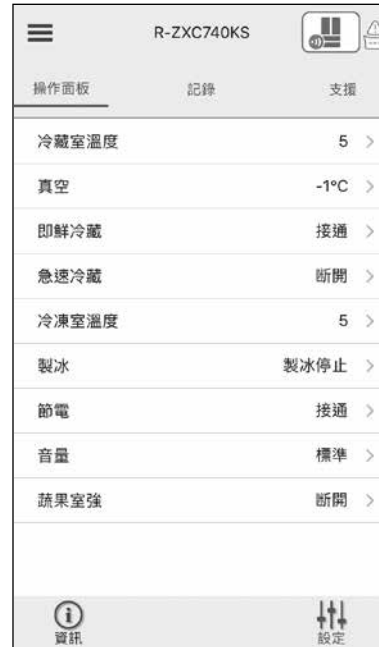 R-ZXC740KS
操作面板 記錄 支援
冷藏室溫度 5
真空 -1°C
即鮮冷藏 接通
急速冷藏 断開
冷凍室溫度 5
製冰 製冰停止
節電 接通
音量 標準
蔬果室強 断開
資訊 設定